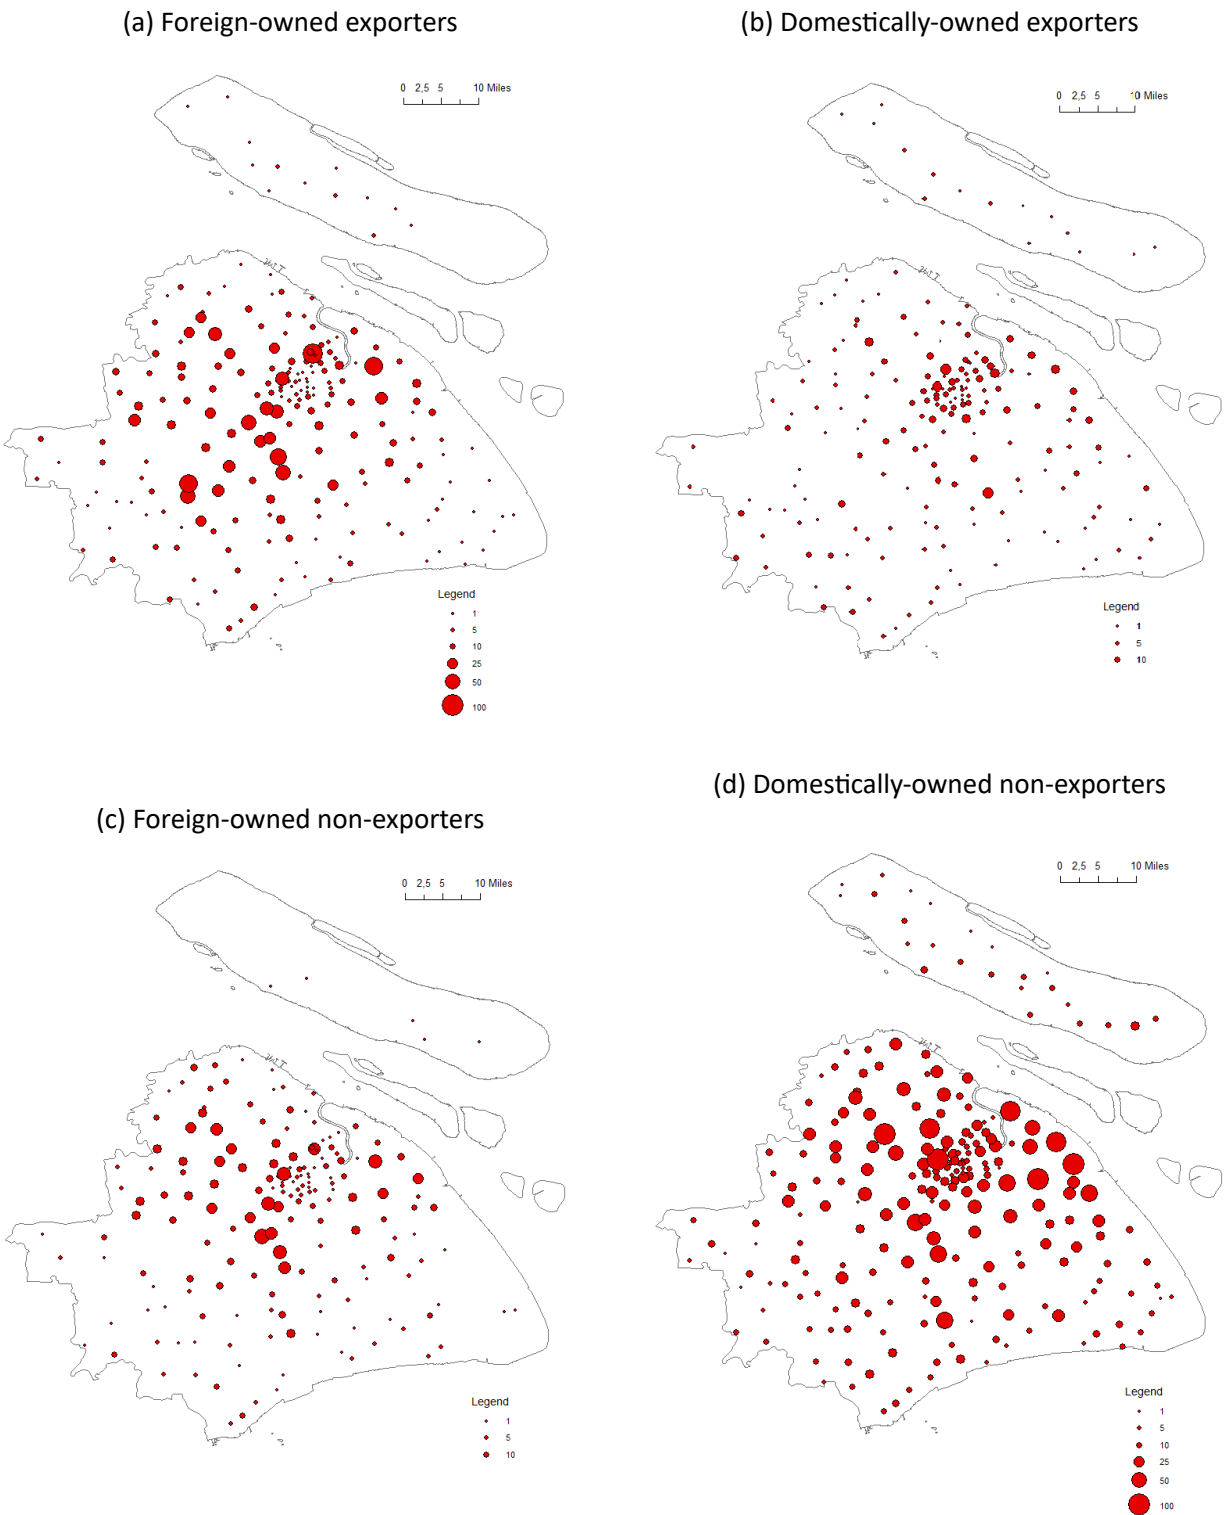 (a) Foreign-owned exporters
0 2,5 5 10 Miles
Legend
1
5
10
25
50
100
(b) Domestically-owned exporters
0 2,5 5 10 Miles
Legend
1
5
10
(c) Foreign-owned non-exporters
0 2,5 5 10 Miles
Legend
1
5
10
(d) Domestically-owned non-exporters
0 2,5 5 10 Miles
Legend
1
5
10
25
50
100